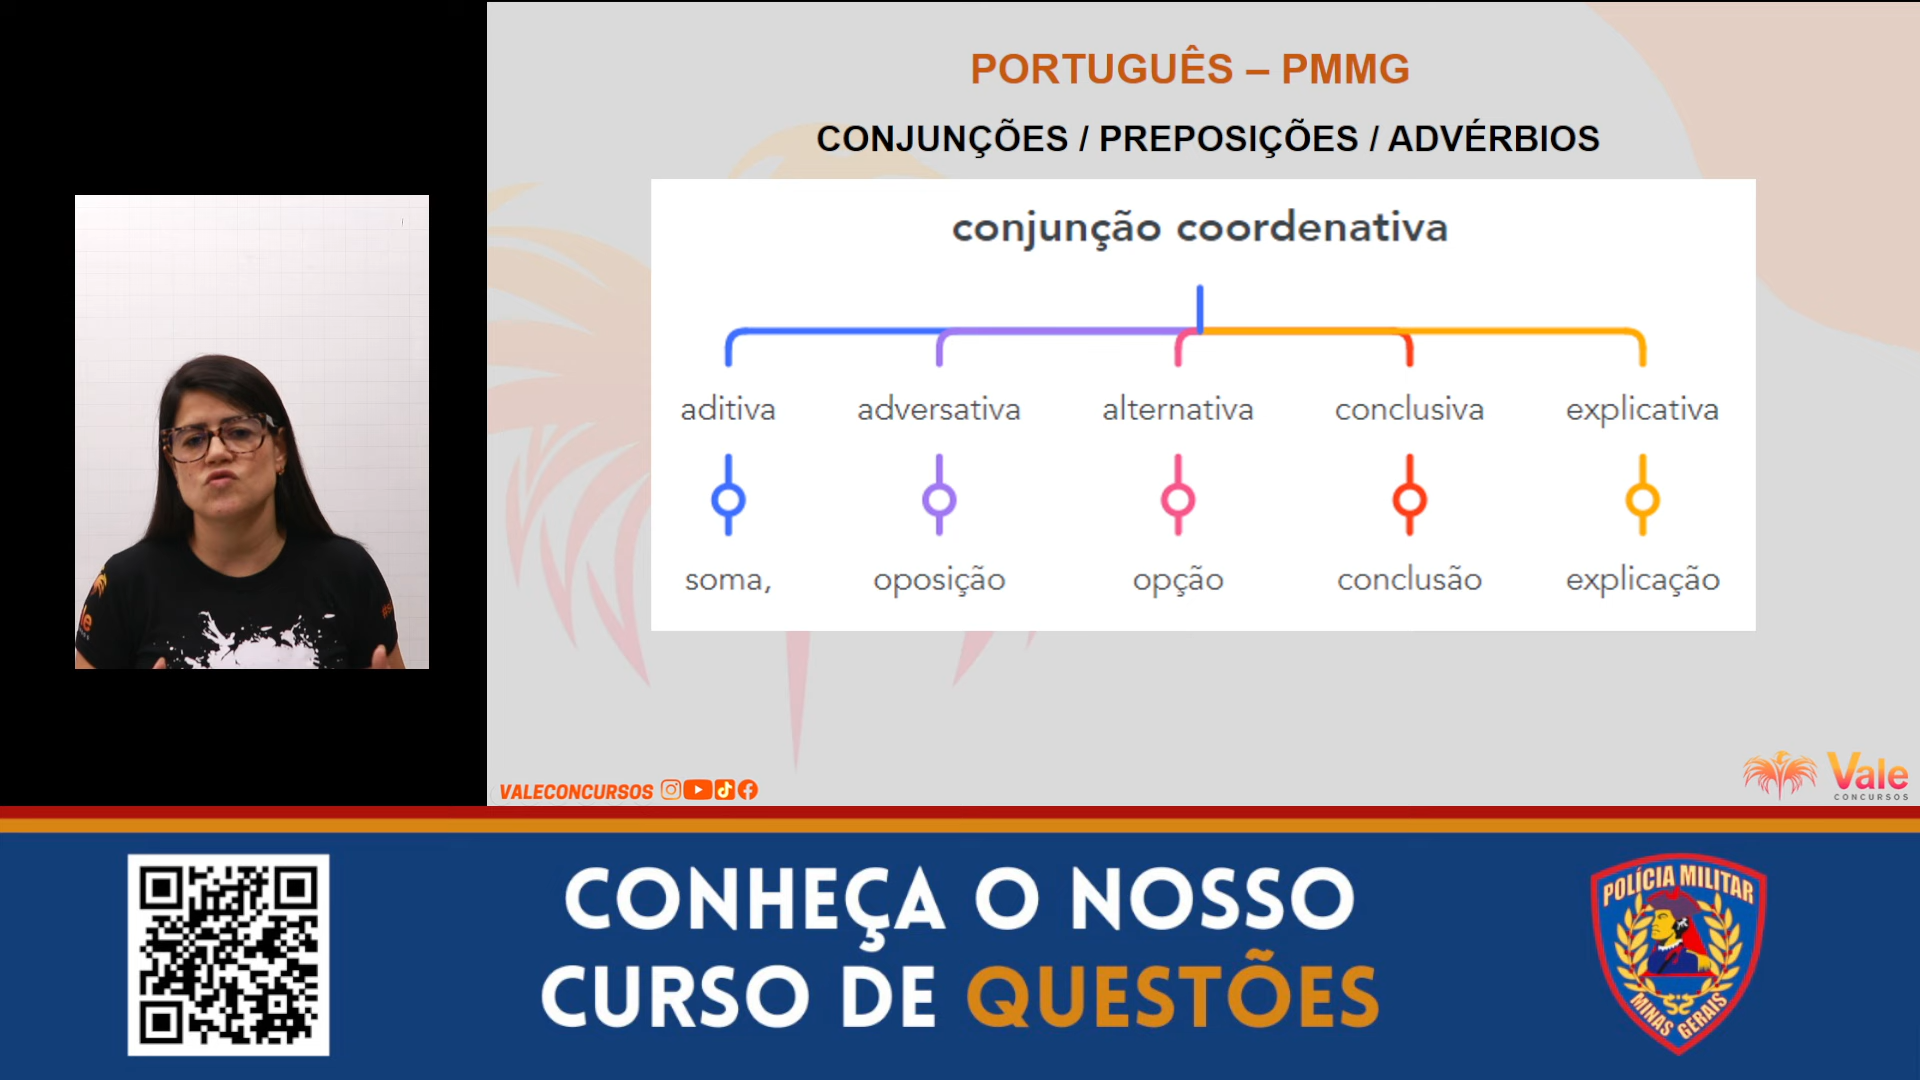 PORTUGUÊS – PMMG
CONJUNÇÕES / PREPOSIÇÕES / ADVÉRBIOS
conjunção coordenativa
aditiva adversativa alternativa conclusiva explicativa
soma, oposição opção conclusão explicação
VALECONCURSOS
Vale
CONCURSOS
CONHEÇA O NOSSO
CURSO DE QUESTÕES
POLÍCIA MILITAR
MINAS GERAIS